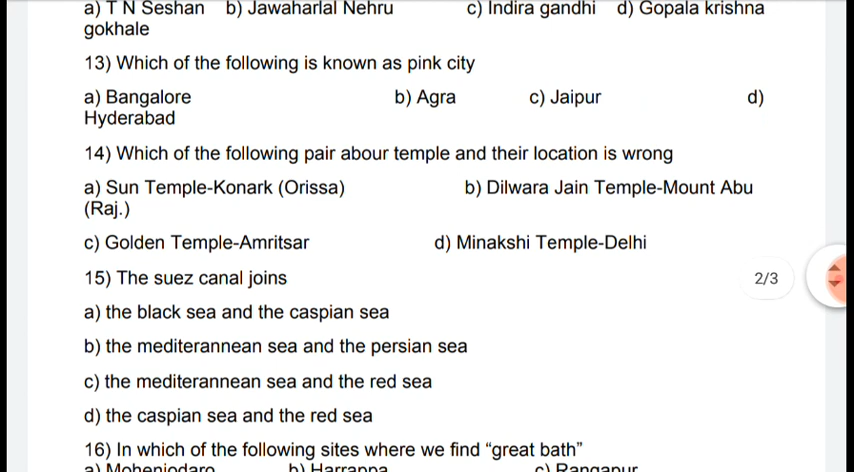 a) T N Seshan b) Jawaharlal Nehru c) Indira gandhi d) Gopala krishna
gokhale
13) Which of the following is known as pink city
a) Bangalore b) Agra c) Jaipur d)
Hyderabad
14) Which of the following pair abour temple and their location is wrong
a) Sun Temple-Konark (Orissa) b) Dilwara Jain Temple-Mount Abu
(Raj.)
c) Golden Temple-Amritsar d) Minakshi Temple-Delhi
15) The suez canal joins
2/3
a) the black sea and the caspian sea
b) the mediterannean sea and the persian sea
c) the mediterannean sea and the red sea
d) the caspian sea and the red sea
16) In which of the following sites where we find “great bath”
a) Mohenjodaro b) Harrappa c) Rangapur